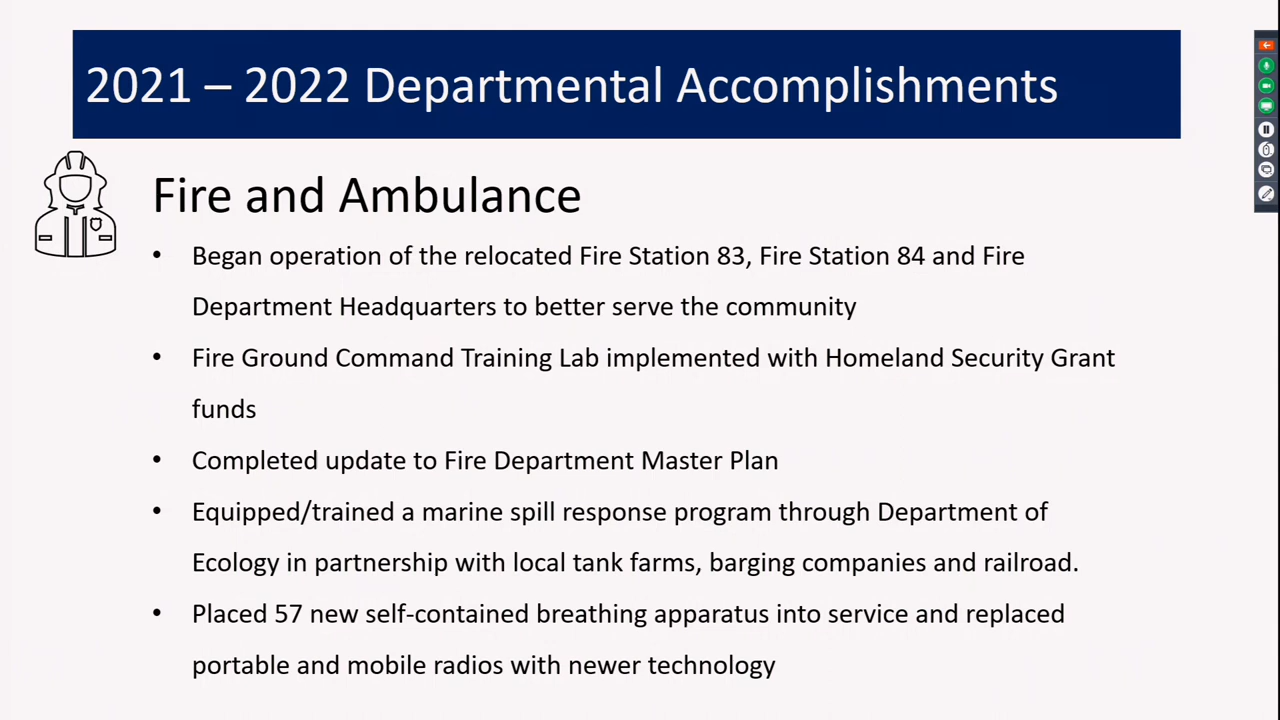 2021 – 2022 Departmental Accomplishments
Fire and Ambulance
• Began operation of the relocated Fire Station 83, Fire Station 84 and Fire
Department Headquarters to better serve the community
• Fire Ground Command Training Lab implemented with Homeland Security Grant
funds
• Completed update to Fire Department Master Plan
• Equipped/trained a marine spill response program through Department of
Ecology in partnership with local tank farms, barging companies and railroad.
• Placed 57 new self-contained breathing apparatus into service and replaced
portable and mobile radios with newer technology